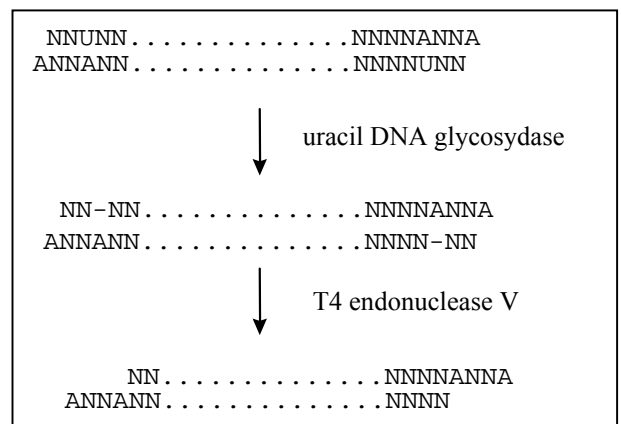 NNUNN..............NNNNANNA
ANNANN..............NNNNUNN
uracil DNA glycosydase
NN-NN..............NNNNANNA
ANNANN..............NNNN-NN
T4 endonuclease V
NN..............NNNNANNA
ANNANN..............NNNN